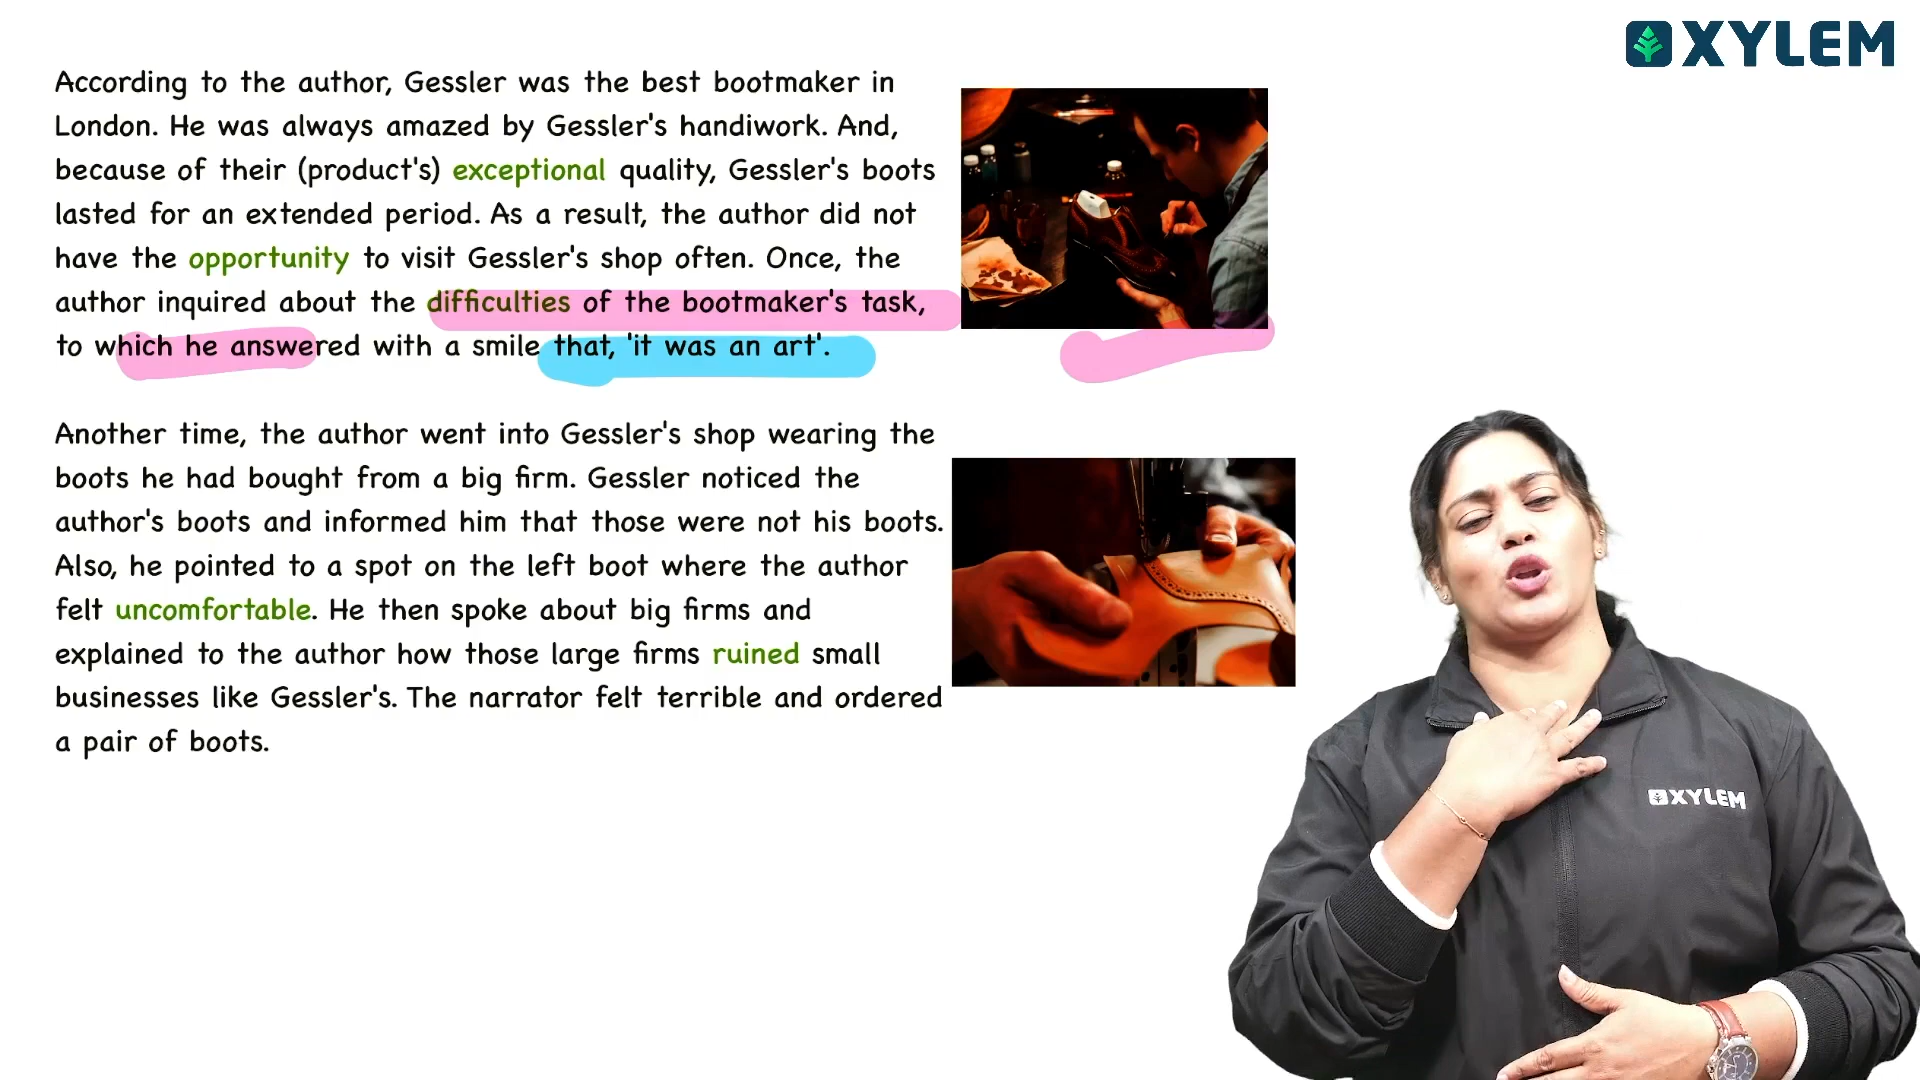 XYLEM
According to the author, Gessler was the best bootmaker in
London. He was always amazed by Gessler's handiwork. And,
because of their (product's) exceptional quality, Gessler's boots
lasted for an extended period. As a result, the author did not
have the opportunity to visit Gessler's shop often. Once, the
author inquired about the difficulties of the bootmaker's task,
to which he answered with a smile that, 'it was an art'.
Another time, the author went into Gessler's shop wearing the
boots he had bought from a big firm. Gessler noticed the
author's boots and informed him that those were not his boots.
Also, he pointed to a spot on the left boot where the author
felt uncomfortable. He then spoke about big firms and
explained to the author how those large firms ruined small
businesses like Gessler's. The narrator felt terrible and ordered
a pair of boots.
XYLEM